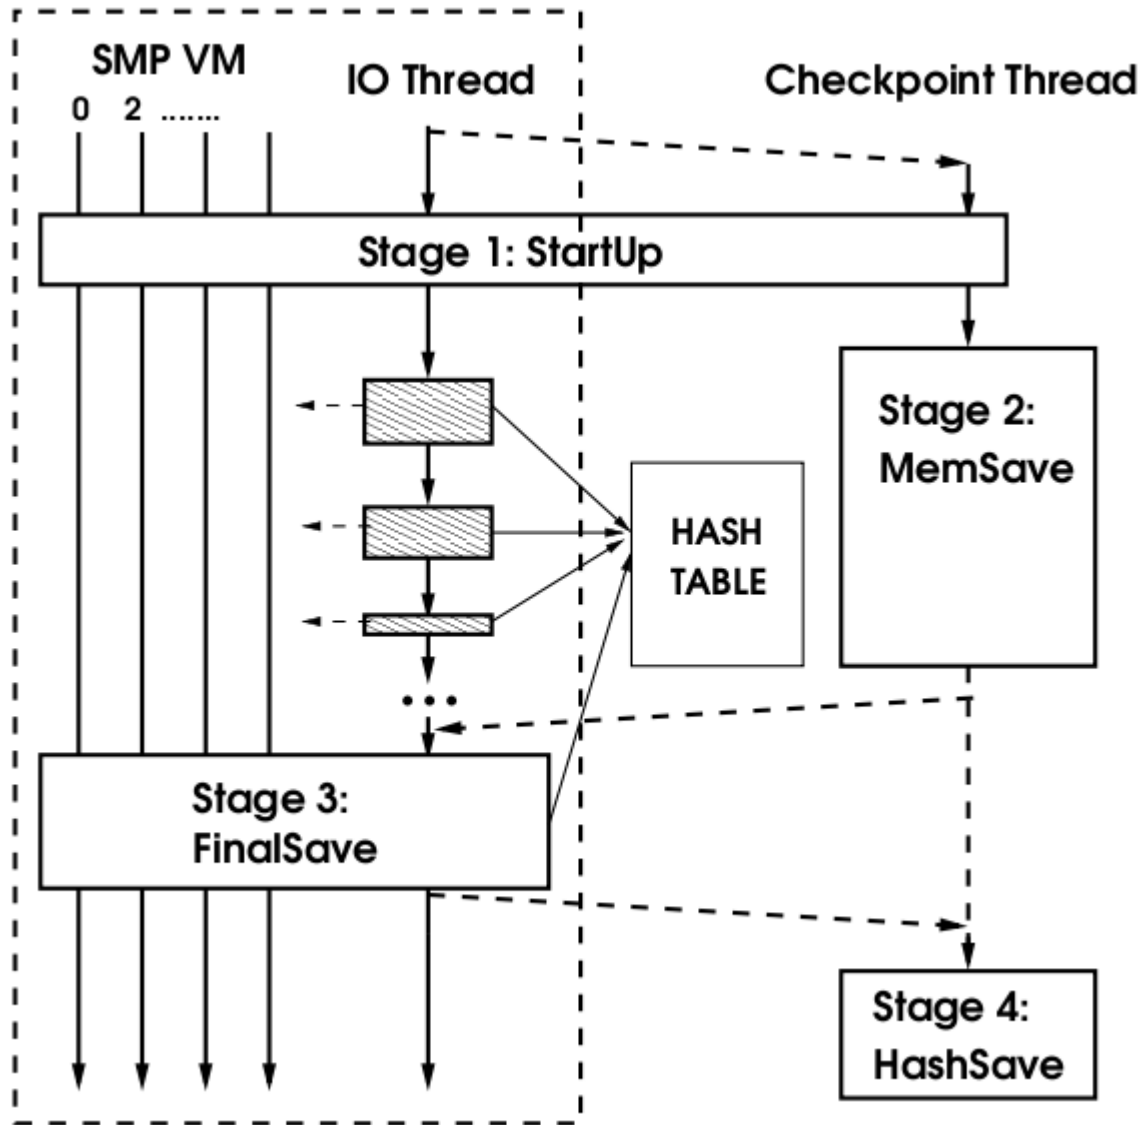 SMP VM
IO Thread
Checkpoint Thread
0 2 .......
Stage 1: StartUp
Stage 2:
MemSave
HASH
TABLE
...
Stage 3:
FinalSave
Stage 4:
HashSave